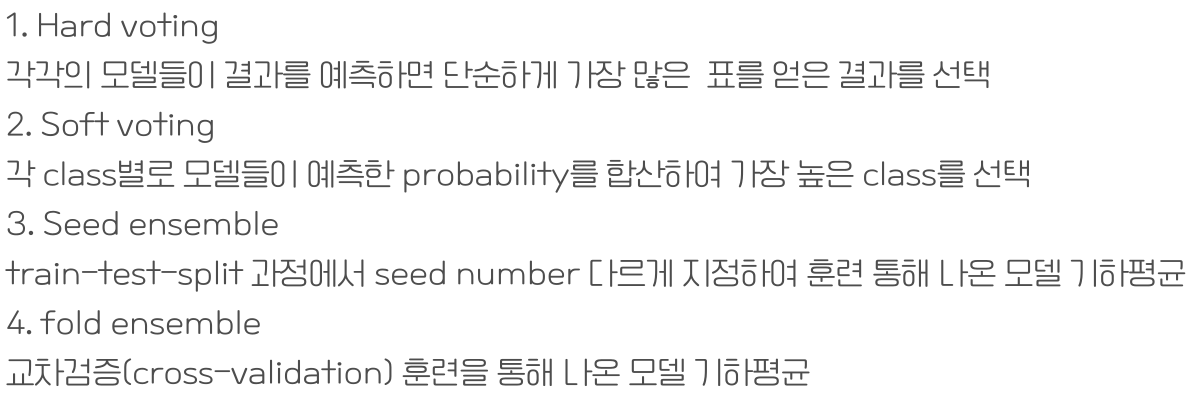 1. Hard voting
각각의 모델들이 결과를 예측하면 단순하게 가장 많은 표를 얻은 결과를 선택
2. Soft voting
각 class별로 모델들이 예측한 probability를 합산하여 가장 높은 class를 선택
3. Seed ensemble
train-test-split 과정에서 seed number 다르게 지정하여 훈련 통해 나온 모델 기하평균
4. fold ensemble
교차검증(cross-validation) 훈련을 통해 나온 모델 기하평균